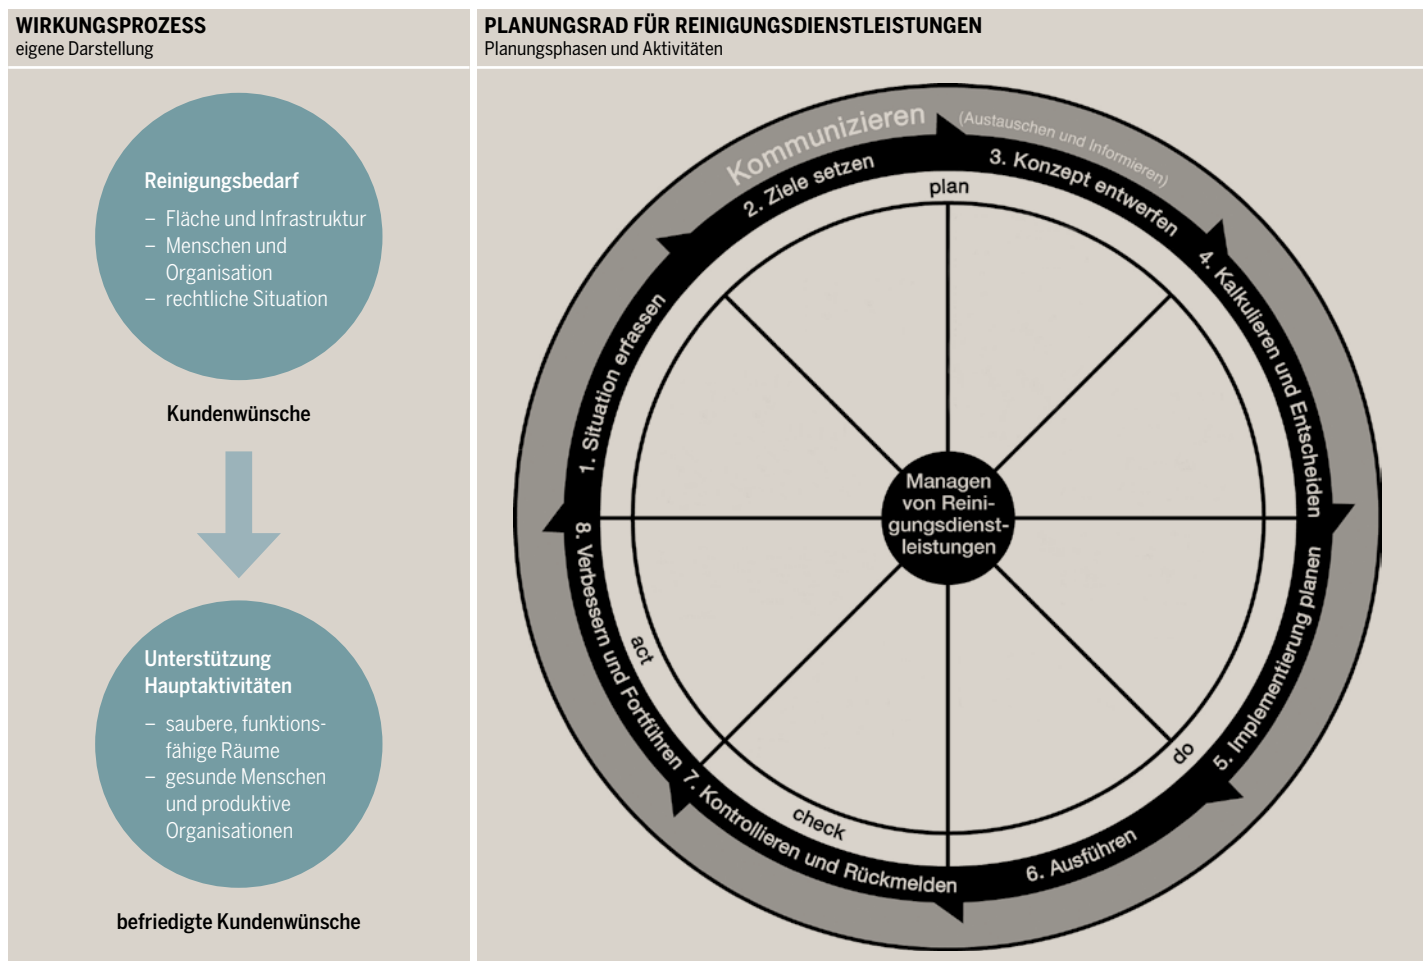 WIRKUNGSPROZESS
eigene Darstellung
Reinigungsbedarf
– Fläche und Infrastruktur
– Menschen und
Organisation
– rechtliche Situation
Kundenwünsche
Unterstützung
Hauptaktivitäten
– saubere, funktions-
fähige Räume
– gesunde Menschen
und produktive
Organisationen
befriedigte Kundenwünsche
PLANUNGSRAD FÜR REINIGUNGSDIENSTLEISTUNGEN
Planungsphasen und Aktivitäten
Kommunizieren (Austauschen und Informieren)
1. Situation erfassen
2. Ziele setzen
3. Konzept entwerfen
4. Kalkulieren und Entscheiden
5. Implementierung planen
6. Ausführen
7. Kontrollieren und Rückmelden
8. Verbessern und Fortführen
plan
do
check
act
Managen
von Reini-
gungsdienst-
leistungen